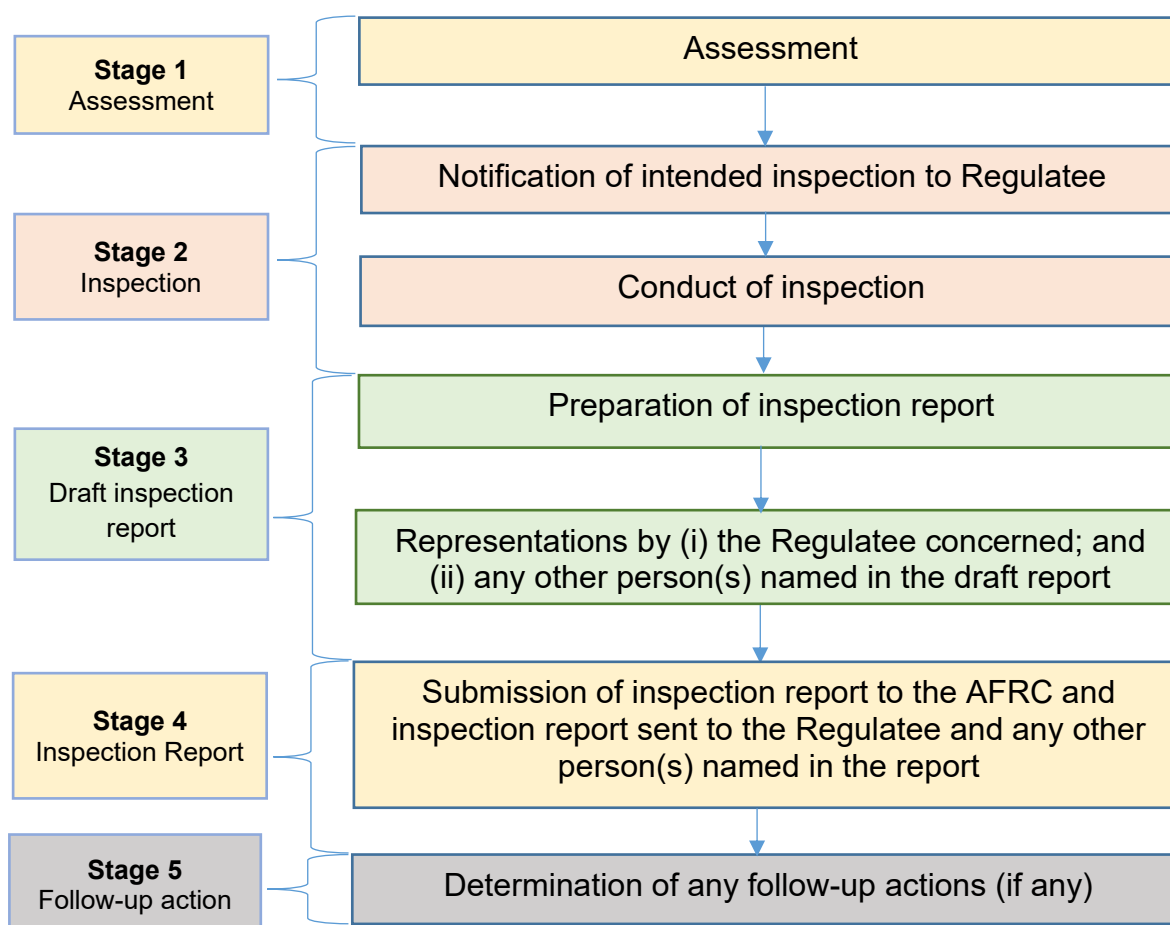 Stage 1
Assessment
Assessment
Stage 2
Inspection
Notification of intended inspection to Regulatee
Conduct of inspection
Stage 3
Draft inspection
report
Preparation of inspection report
Representations by (i) the Regulatee concerned; and
(ii) any other person(s) named in the draft report
Stage 4
Inspection Report
Submission of inspection report to the AFRC and
inspection report sent to the Regulatee and any other
person(s) named in the report
Stage 5
Follow-up action
Determination of any follow-up actions (if any)